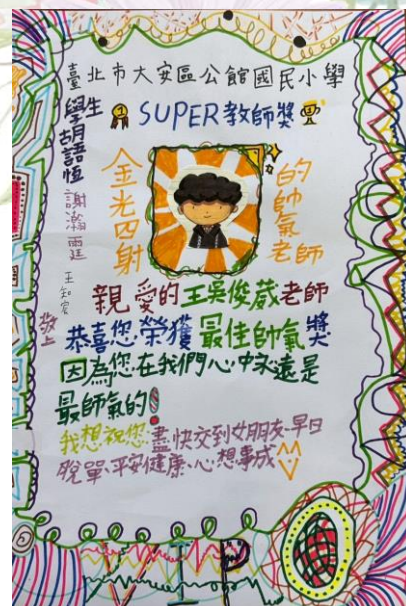 臺北市大安區公館國民小學
SUPER教師獎
金光四射
的帥氣老師
親愛的王吳俊葳老師
恭喜您榮獲最佳帥氣獎
因為您在我們心中永遠是
最帥氣的!
我想祝您:盡快交到女朋友、早日
脫單、平安健康、心想事成
學生
胡語恆
謝瀚霆
王知宸
敬上
VIP